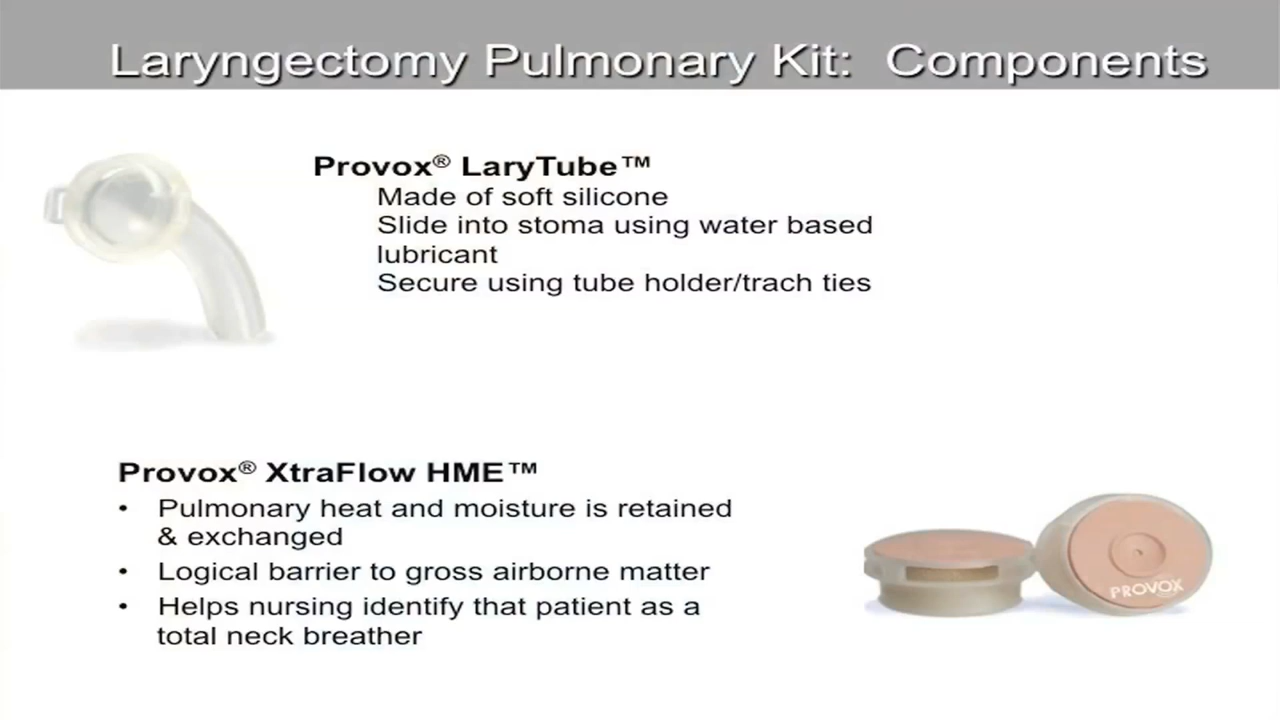 Laryngectomy Pulmonary Kit: Components
Provox® LaryTube™
Made of soft silicone
Slide into stoma using water based
lubricant
Secure using tube holder/trach ties
Provox® XtraFlow HME™
• Pulmonary heat and moisture is retained
& exchanged
• Logical barrier to gross airborne matter
• Helps nursing identify that patient as a
total neck breather
PROVOX